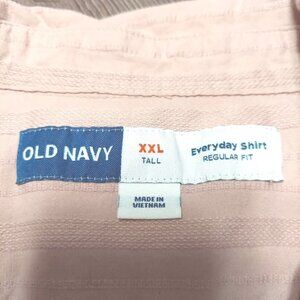 OLD NAVY
XXL
TALL
Everyday Shirt
REGULAR FIT
MADE IN
VIETNAM